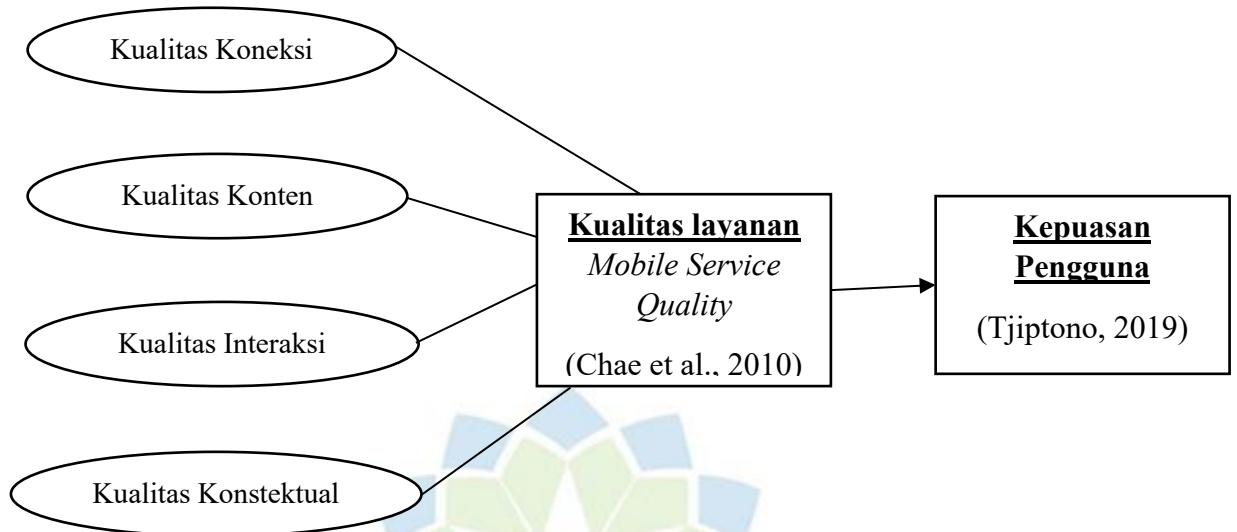 Kualitas Koneksi
Kualitas Konten
Kualitas Interaksi
Kualitas Konstektual
Kualitas layanan
Mobile Service
Quality
(Chae et al., 2010)
Kepuasan
Pengguna
(Tjiptono, 2019)